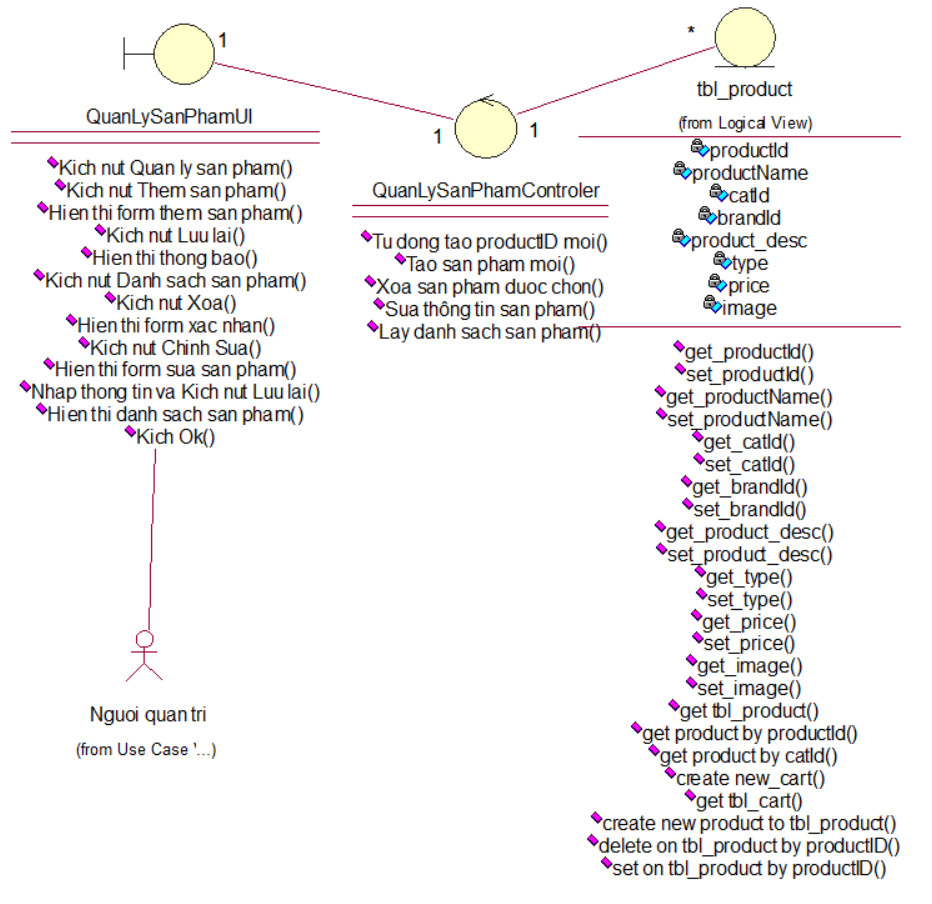 1
QuanLySanPhamUI
Kich nut Quan ly san pham()
Kich nut Them san pham()
Hien thi form them san pham()
Kich nut Luu lai()
Hien thi thong bao()
Kich nut Danh sach san pham()
Kich nut Xoa()
Hien thi form xac nhan()
Kich nut Chinh Sua()
Hien thi form sua san pham()
Nhap thong tin va Kich nut Luu lai()
Hien thi danh sach san pham()
Kich Ok()
Nguoi quan tri
(from Use Case '...)
1
1
QuanLySanPhamControler
Tu dong tao productID moi()
Tao san pham moi()
Xoa san pham duoc chon()
Sua thông tin san pham()
Lay danh sach san pham()
*
tbl_product
(from Logical View)
productId
productName
catId
brandId
product_desc
type
price
image
get_productId()
set_productId()
get_productName()
set_productName()
get_catId()
set_catId()
get_brandId()
set_brandId()
get_product_desc()
set_product_desc()
get_type()
set_type()
get_price()
set_price()
get_image()
set_image()
get tbl_product()
get product by productId()
get product by catId()
create new_cart()
get tbl_cart()
create new product to tbl_product()
delete on tbl_product by productID()
set on tbl_product by productID()